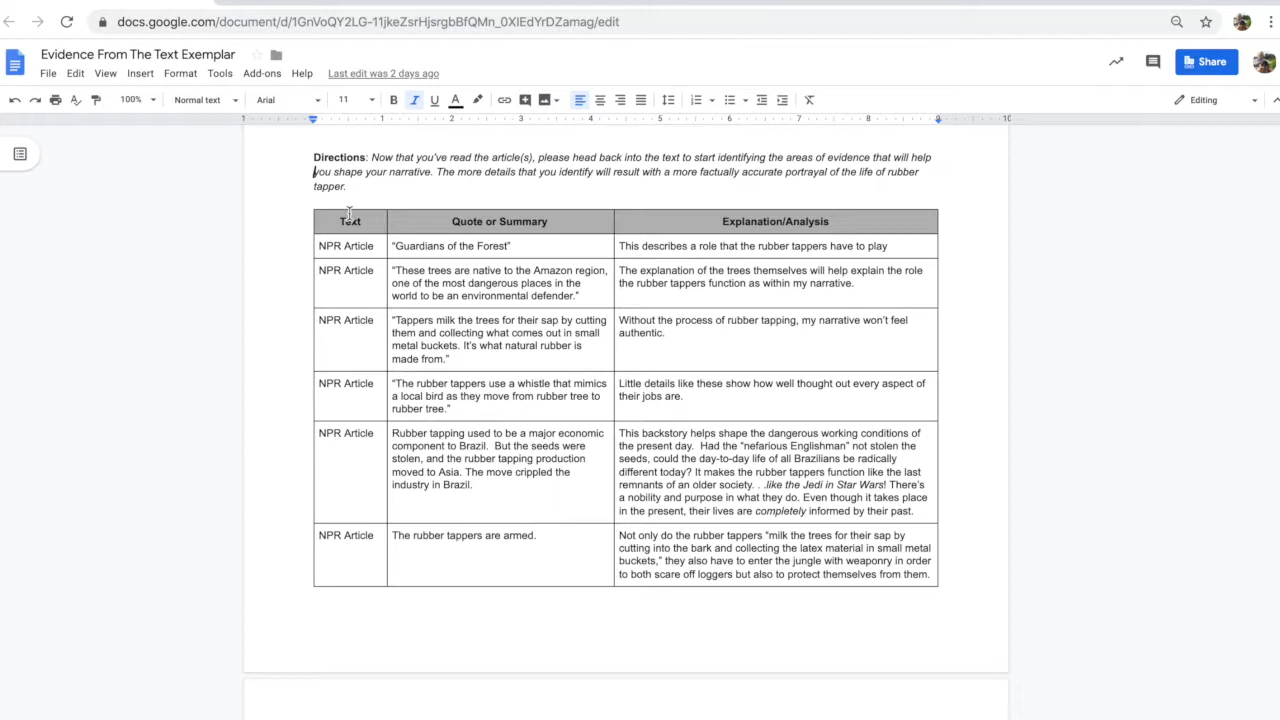 docs.google.com/document/d/1GnVoQY2LG-11jkeZsrHjsrgbBfQMn_0XlEdYrDZamag/edit
Evidence From The Text Exemplar
File Edit View Insert Format Tools Add-ons Help Last edit was 2 days ago
Share
100% Normal text Arial 11 B I U A Editing
1 1 2 3 4 5 6 7 8 9 10
Directions: Now that you've read the article(s), please head back into the text to start identifying the areas of evidence that will help
you shape your narrative. The more details that you identify will result with a more factually accurate portrayal of the life of rubber
tapper.
Text Quote or Summary Explanation/Analysis
NPR Article “Guardians of the Forest” This describes a role that the rubber tappers have to play
NPR Article “These trees are native to the Amazon region, The explanation of the trees themselves will help explain the role
one of the most dangerous places in the the rubber tappers function as within my narrative.
world to be an environmental defender.”
NPR Article “Tappers milk the trees for their sap by cutting Without the process of rubber tapping, my narrative won't feel
them and collecting what comes out in small authentic.
metal buckets. It's what natural rubber is
made from.”
NPR Article “The rubber tappers use a whistle that mimics Little details like these show how well thought out every aspect of
a local bird as they move from rubber tree to their jobs are.
rubber tree.”
NPR Article Rubber tapping used to be a major economic This backstory helps shape the dangerous working conditions of
component to Brazil. But the seeds were the present day. Had the “nefarious Englishman” not stolen the
stolen, and the rubber tapping production seeds, could the day-to-day life of all Brazilians be radically
moved to Asia. The move crippled the different today? It makes the rubber tappers function like the last
industry in Brazil. remnants of an older society. . .like the Jedi in Star Wars! There's
a nobility and purpose in what they do. Even though it takes place
in the present, their lives are completely informed by their past.
NPR Article The rubber tappers are armed. Not only do the rubber tappers “milk the trees for their sap by
cutting into the bark and collecting the latex material in small metal
buckets,” they also have to enter the jungle with weaponry in order
to both scare off loggers but also to protect themselves from them.